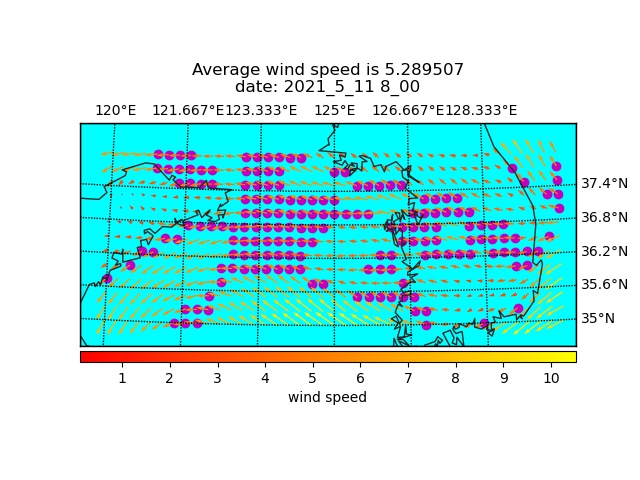 Average wind speed is 5.289507
date: 2021_5_11 8_00
120°E 121.667°E 123.333°E 125°E 126.667°E 128.333°E
37.4°N
36.8°N
36.2°N
35.6°N
35°N
1 2 3 4 5 6 7 8 9 10
wind speed